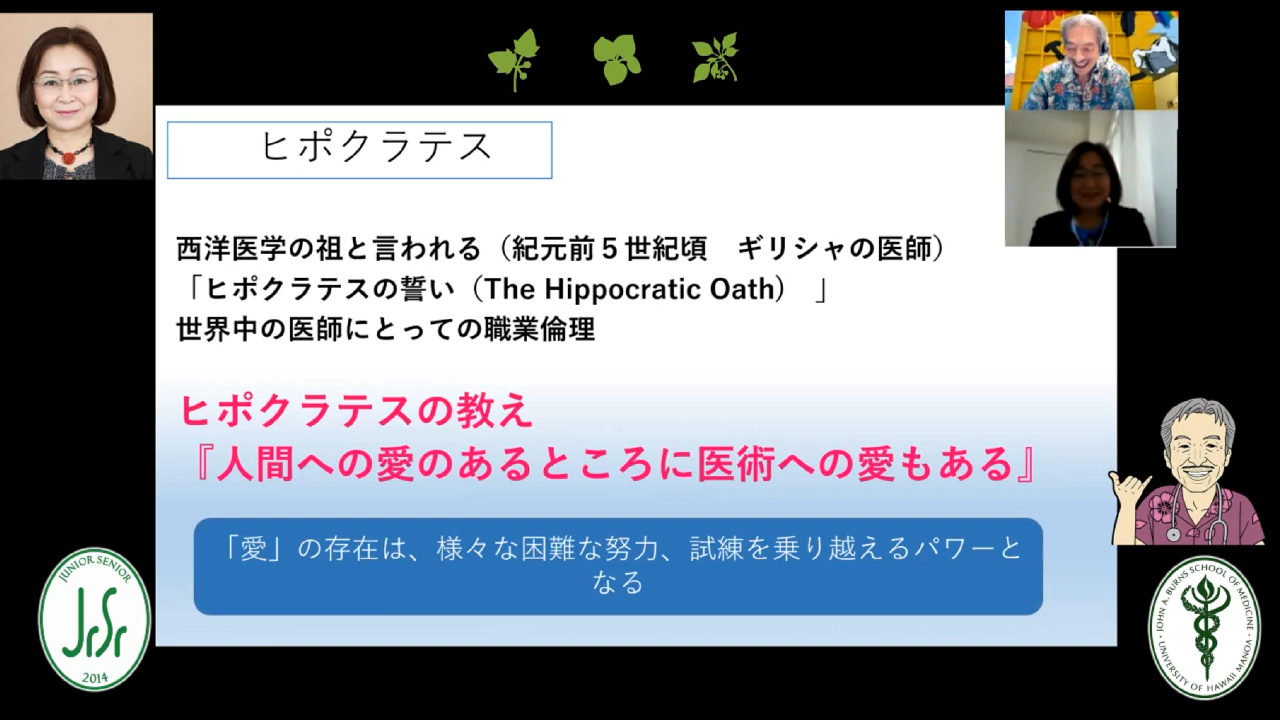 ヒポクラテス
西洋医学の祖と言われる（紀元前５世紀頃　ギリシャの医師）
「ヒポクラテスの誓い（The Hippocratic Oath）　」
世界中の医師にとっての職業倫理
ヒポクラテスの教え
『人間への愛のあるところに医術への愛もある』
「愛」の存在は、様々な困難な努力、試練を乗り越えるパワーと
なる
JUNIOR SENIOR
JrSr
2014
JOHN A. BURNS SCHOOL OF MEDICINE
UNIVERSITY OF HAWAII MANOA